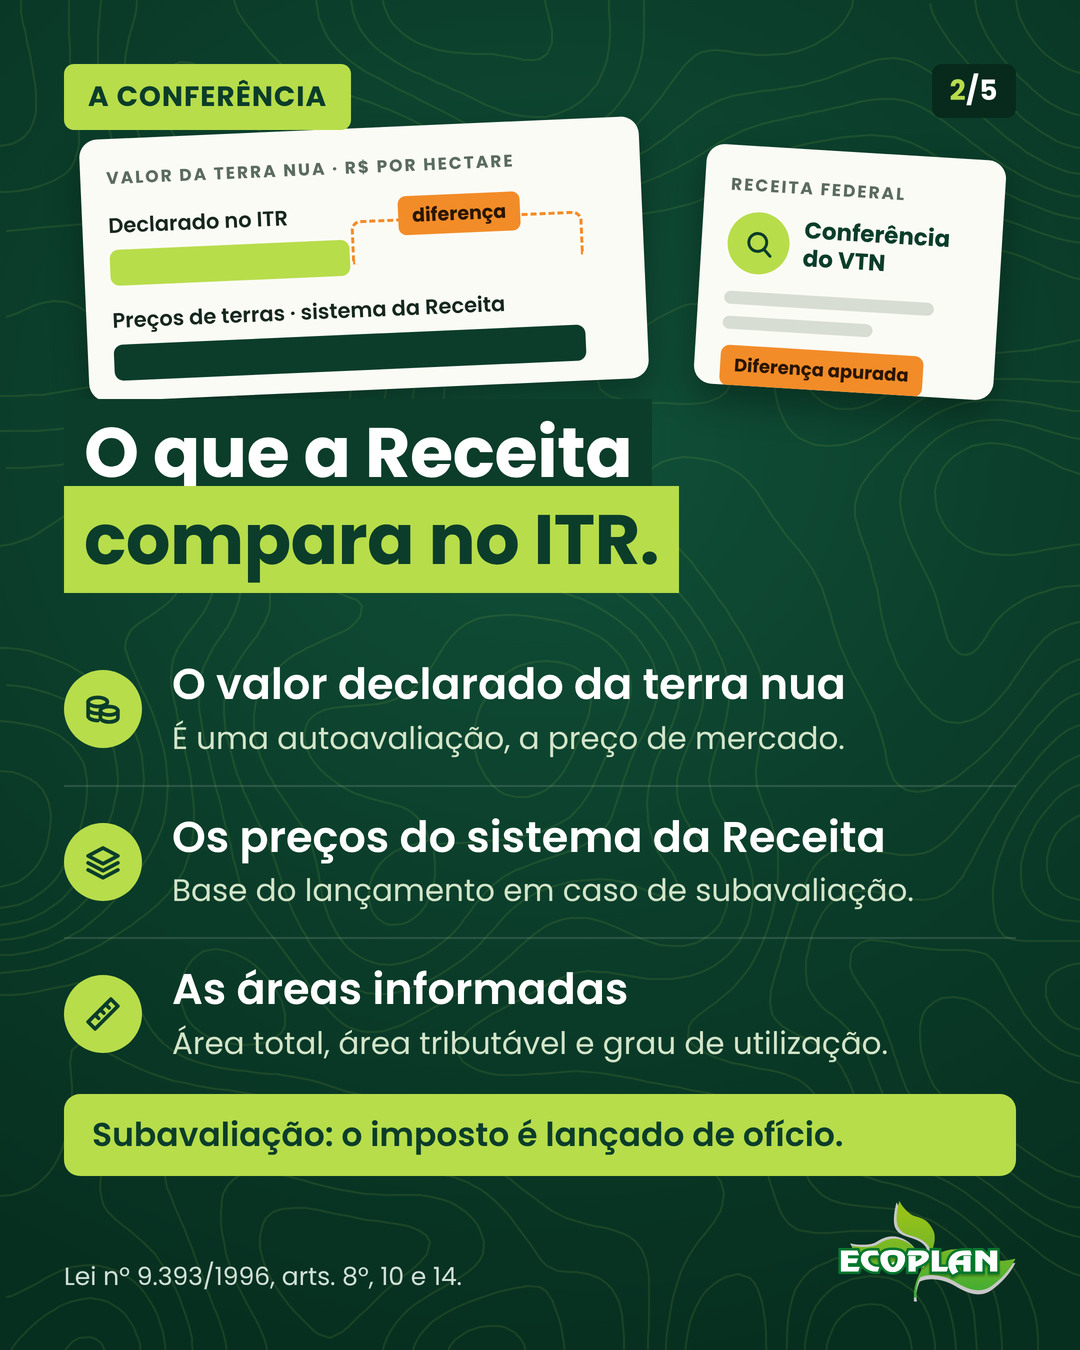 A CONFERÊNCIA
2/5
VALOR DA TERRA NUA · R$ POR HECTARE
Declarado no ITR
diferença
Preços de terras · sistema da Receita
RECEITA FEDERAL
Conferência
do VTN
Diferença apurada
O que a Receita
compara no ITR.
O valor declarado da terra nua
É uma autoavaliação, a preço de mercado.
Os preços do sistema da Receita
Base do lançamento em caso de subavaliação.
As áreas informadas
Área total, área tributável e grau de utilização.
Subavaliação: o imposto é lançado de ofício.
Lei nº 9.393/1996, arts. 8º, 10 e 14.
ECOPLAN